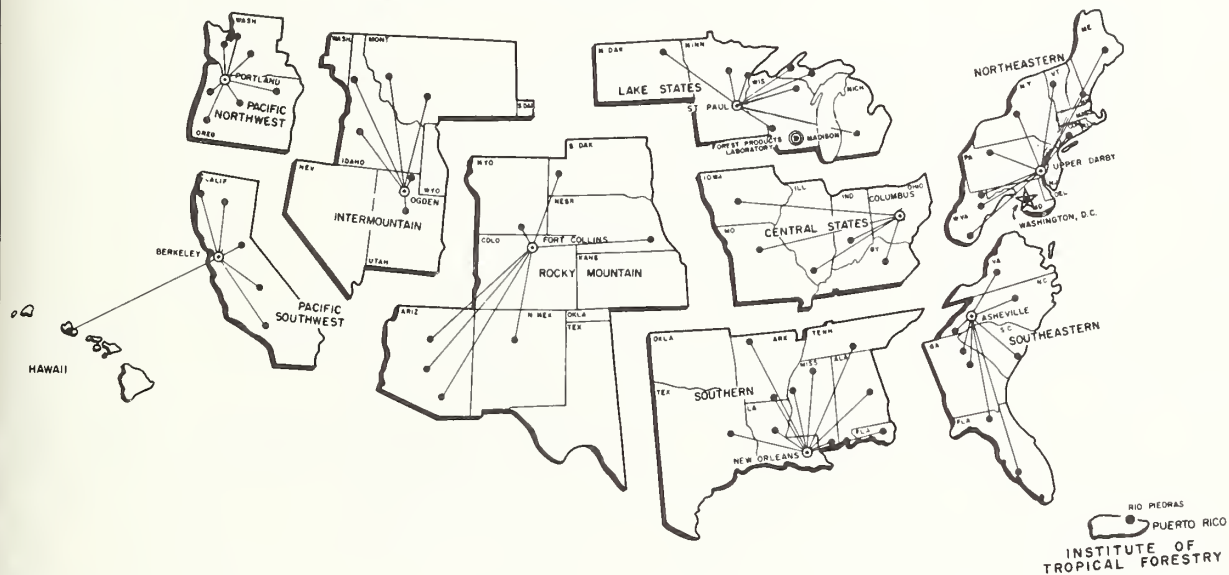 WASH
PORTLAND
PACIFIC
NORTHWEST
OREG
WASH
MONT
S DAK
IDAHO
NEV
WYO
OGDEN
INTERMOUNTAIN
UTAH
CALIF
BERKELEY
PACIFIC
SOUTHWEST
HAWAII
S DAK
WYO
NEBR
COLO
FORT COLLINS
KANS
ROCKY MOUNTAIN
ARIZ
N MEX
OKLA
TEX
N DAK
MINN
LAKE STATES
WIS
MICH
ST PAUL
FOREST PRODUCTS
LABORATORY
MADISON
IOWA
ILL
IND
OHIO
COLUMBUS
MO
CENTRAL STATES
KY
OKLA
ARK
TENN
MISS
ALA
TEX
SOUTHERN
LA
FLA
NEW ORLEANS
ME
NORTHEASTERN
VT
N Y
PA
UPPER DARBY
N J
DEL
MD
W VA
WASHINGTON, D.C.
VA
N C
ASHEVILLE
S C
SOUTHEASTERN
GA
FLA
RIO PIEDRAS
PUERTO RICO
INSTITUTE OF
TROPICAL FORESTRY